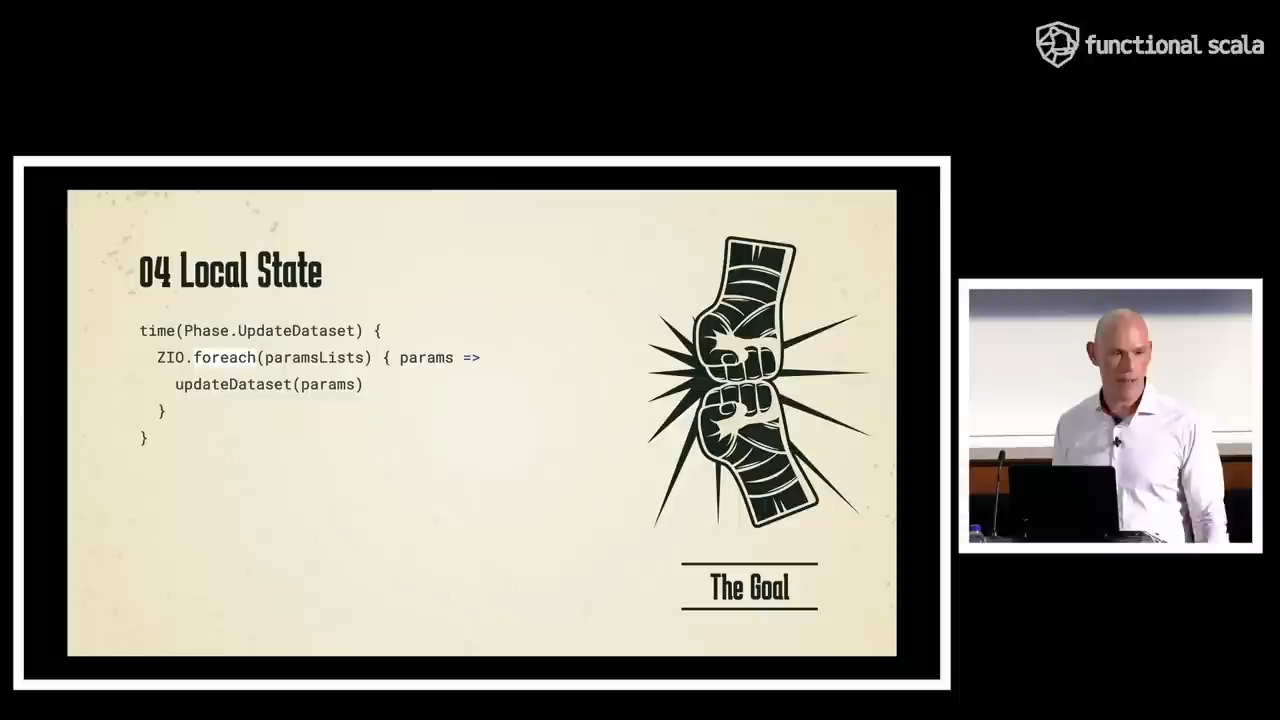 functional scala
04 Local State
time(Phase.UpdateDataset) {
  ZIO.foreach(paramsLists) { params =>
    updateDataset(params)
  }
}
The Goal